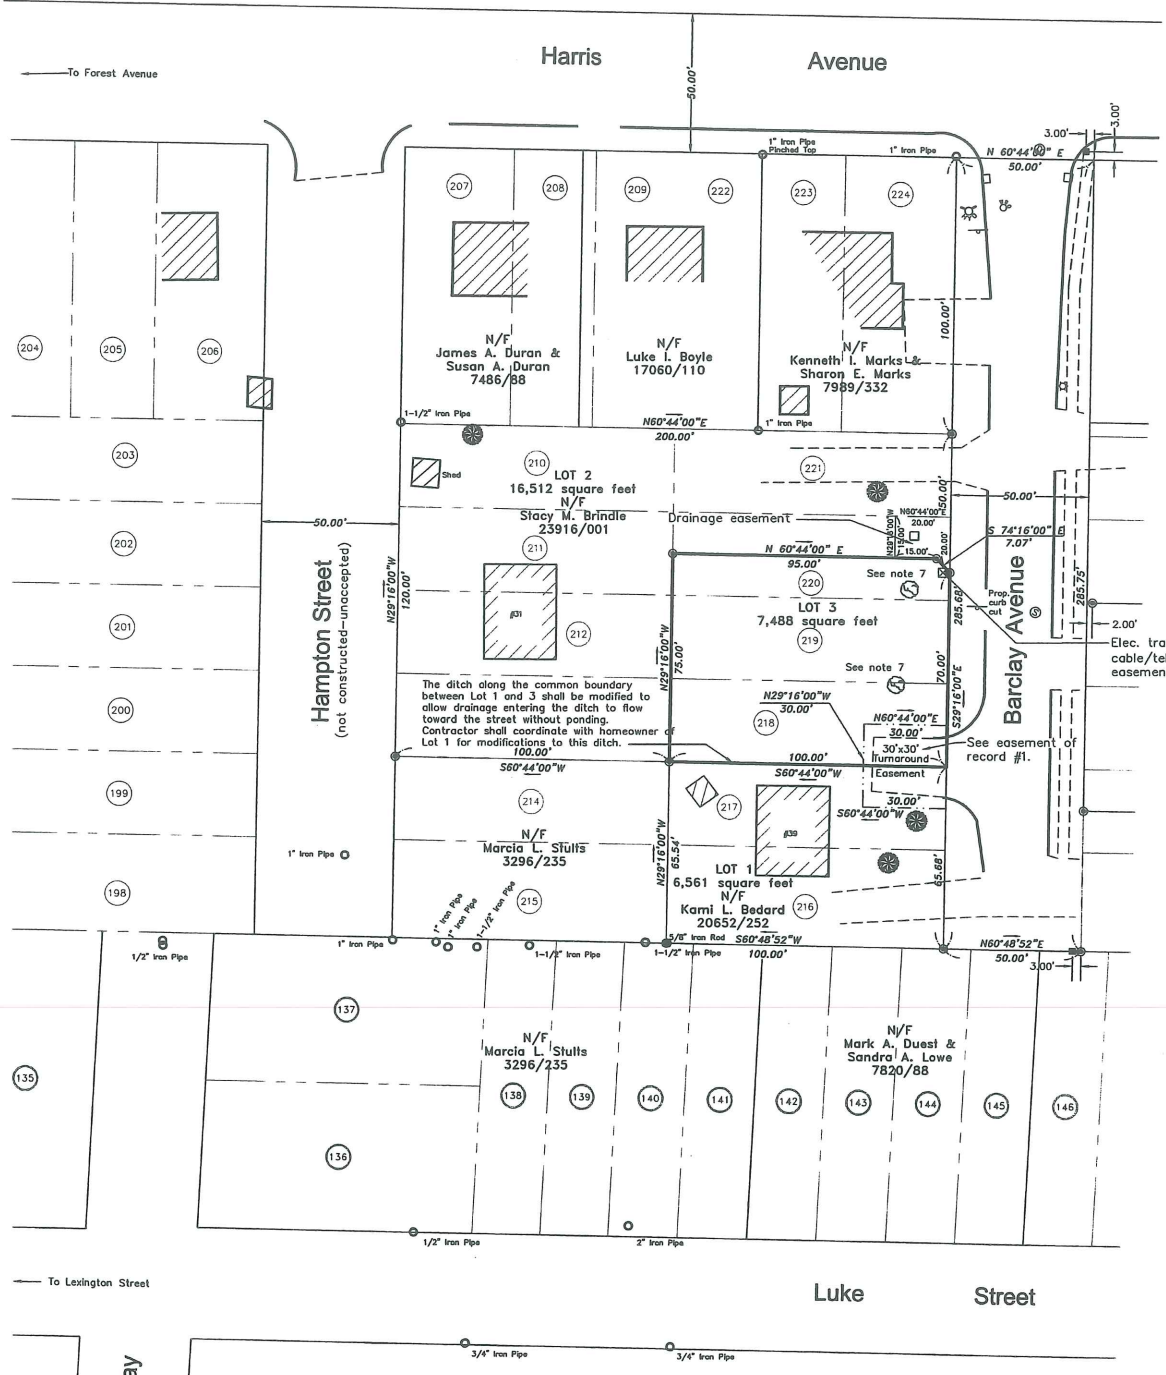 Harris Avenue
To Forest Avenue
50.00'
3.00'
3.00'
1" Iron Pipe
Pinched Top
1" Iron Pipe
N 60°44'00" E
50.00'
207
208
209
222
223
224
204
205
206
N/F
James A. Duran &
Susan A. Duran
7486/88
N/F
Luke I. Boyle
17060/110
N/F
Kenneth I. Marks &
Sharon E. Marks
7989/332
100.00'
1-1/2" Iron Pipe
N60°44'00"E
200.00'
1" Iron Pipe
203
202
201
200
199
198
Shed
210
LOT 2
16,512 square feet
N/F
Stacy M. Brindle
23916/001
211
221
50.00'
50.00'
50.00'
Drainage easement
N60°44'00"E
20.00'
N29°16'00"W
15.00'
15.00'
20.00'
S 74°16'00" E
7.07'
Hampton Street
(not constructed-unaccepted)
N29°16'00"W
120.00'
#31
212
N 60°44'00" E
95.00'
220
See note 7
LOT 3
7,488 square feet
219
285.68'
Prop.
curb
cut
Barclay Avenue
285.75'
2.00'
Elec. tra
cable/tel
easemen
N29°16'00"W
75.00'
See note 7
70.00'
S29°16'00"E
The ditch along the common boundary
between Lot 1 and 3 shall be modified to
allow drainage entering the ditch to flow
toward the street without ponding.
Contractor shall coordinate with homeowner of
Lot 1 for modifications to this ditch.
218
N29°16'00"W
30.00'
N60°44'00"E
30.00'
30'x30'
Turnaround
Easement
See easement of
record #1.
100.00'
S60°44'00"W
100.00'
S60°44'00"W
30.00'
S60°44'00"W
214
N/F
Marcia L. Stults
3296/235
215
217
#39
N29°16'00"W
65.54'
LOT 1
6,561 square feet
N/F
Kami L. Bedard
20652/252
216
65.68'
1" Iron Pipe
1" Iron Pipe
1" Iron Pipe
1-1/2" Iron Pipe
1/2" Iron Pipe
1" Iron Pipe
1-1/2" Iron Pipe
5/8" Iron Rod
1-1/2" Iron Pipe
S60°48'52"W
100.00'
N60°48'52"E
50.00'
3.00'
137
136
135
N/F
Marcia L. Stults
3296/235
138
139
140
141
142
143
144
145
146
N/F
Mark A. Duest &
Sandra A. Lowe
7820/88
1/2" Iron Pipe
2" Iron Pipe
To Lexington Street
Luke Street
3/4" Iron Pipe
3/4" Iron Pipe
ay